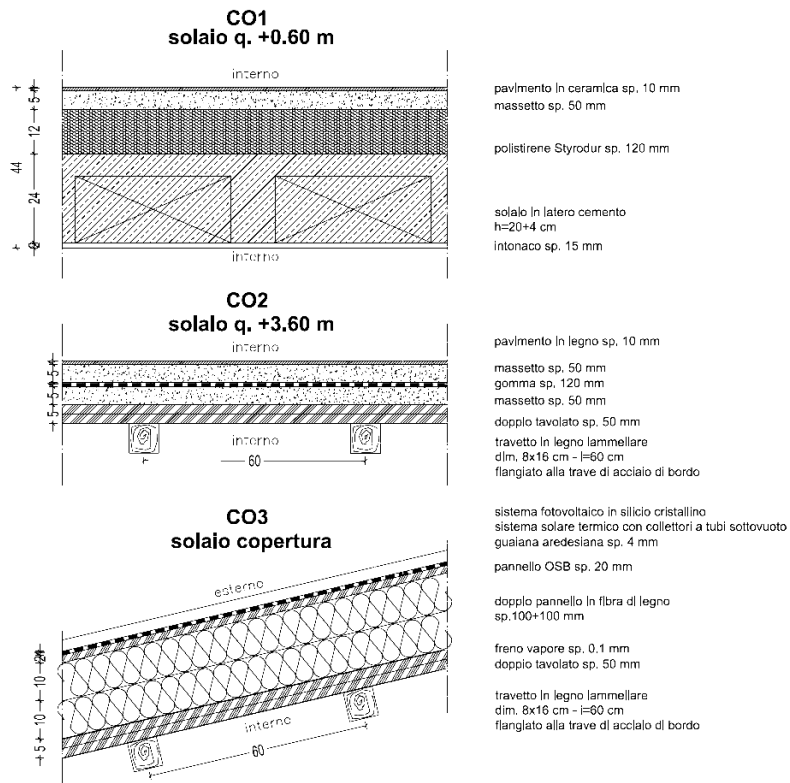 CO1
solaio q. +0.60 m
interno
pavimento in ceramica sp. 10 mm
massetto sp. 50 mm
polistirene Styrodur sp. 120 mm
solaio in latero cemento
h=20+4 cm
intonaco sp. 15 mm
5
12
44
24
2
interno
CO2
solaio q. +3.60 m
interno
pavimento in legno sp. 10 mm
massetto sp. 50 mm
gomma sp. 120 mm
massetto sp. 50 mm
doppio tavolato sp. 50 mm
travetto in legno lammellare
dim. 8x16 cm - i=60 cm
flangiato alla trave di acciaio di bordo
5
5
5
interno
60
CO3
solaio copertura
sistema fotovoltaico in silicio cristallino
sistema solare termico con collettori a tubi sottovuoto
guaiana aredesiana sp. 4 mm
pannello OSB sp. 20 mm
doppio pannello in fibra di legno
sp.100+100 mm
freno vapore sp. 0.1 mm
doppio tavolato sp. 50 mm
travetto in legno lammellare
dim. 8x16 cm - i=60 cm
flangiato alla trave di acciaio di bordo
esterno
10
10
5
interno
60